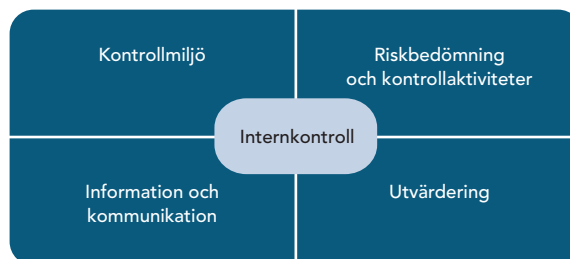 Kontrollmiljö
Riskbedömning
och kontrollaktiviteter
Internkontroll
Information och
kommunikation
Utvärdering